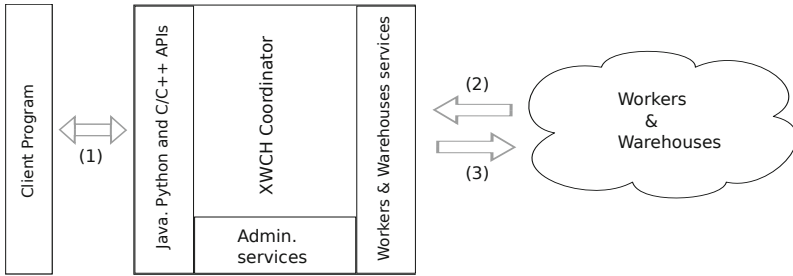 Client Program
(1)
Java. Python and C/C++ APIs
XWCH Coordinator
Admin.
services
Workers & Warehouses services
(2)
(3)
Workers
&
Warehouses